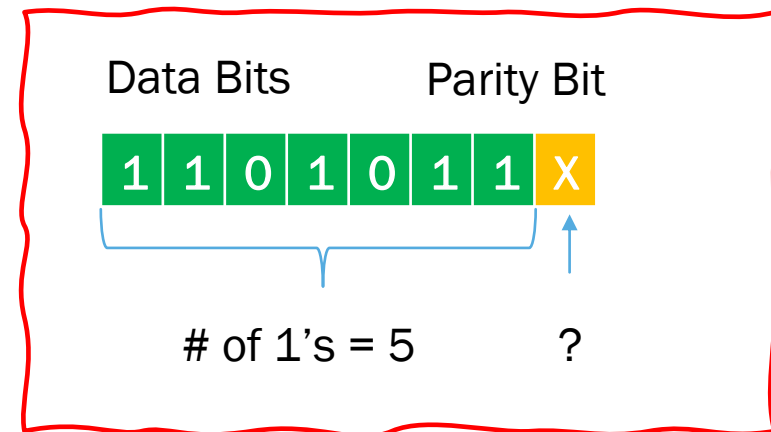 Data Bits Parity Bit
1 1 0 1 0 1 1 X
# of 1’s = 5 ?